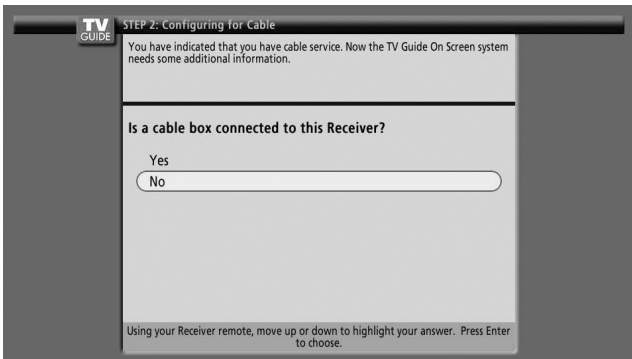 TV
GUIDE
STEP 2: Configuring for Cable
You have indicated that you have cable service. Now the TV Guide On Screen system
needs some additional information.
Is a cable box connected to this Receiver?
Yes
No
Using your Receiver remote, move up or down to highlight your answer. Press Enter
to choose.